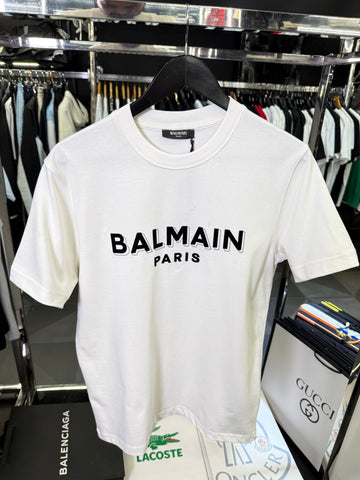 BALMAIN
BALMAIN
PARIS
BALENCIAGA
LACOSTE
MONCLER
GUCCI